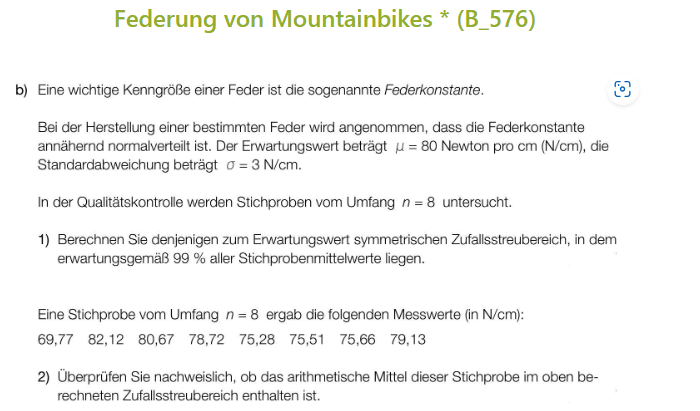 Federung von Mountainbikes * (B_576)
b) Eine wichtige Kenngröße einer Feder ist die sogenannte Federkonstante.
Bei der Herstellung einer bestimmten Feder wird angenommen, dass die Federkonstante
annähernd normalverteilt ist. Der Erwartungswert beträgt μ = 80 Newton pro cm (N/cm), die
Standardabweichung beträgt σ = 3 N/cm.
In der Qualitätskontrolle werden Stichproben vom Umfang n = 8 untersucht.
1) Berechnen Sie denjenigen zum Erwartungswert symmetrischen Zufallsstreubereich, in dem
erwartungsgemäß 99 % aller Stichprobenmittelwerte liegen.
Eine Stichprobe vom Umfang n = 8 ergab die folgenden Messwerte (in N/cm):
69,77 82,12 80,67 78,72 75,28 75,51 75,66 79,13
2) Überprüfen Sie nachweislich, ob das arithmetische Mittel dieser Stichprobe im oben be-
rechneten Zufallsstreubereich enthalten ist.